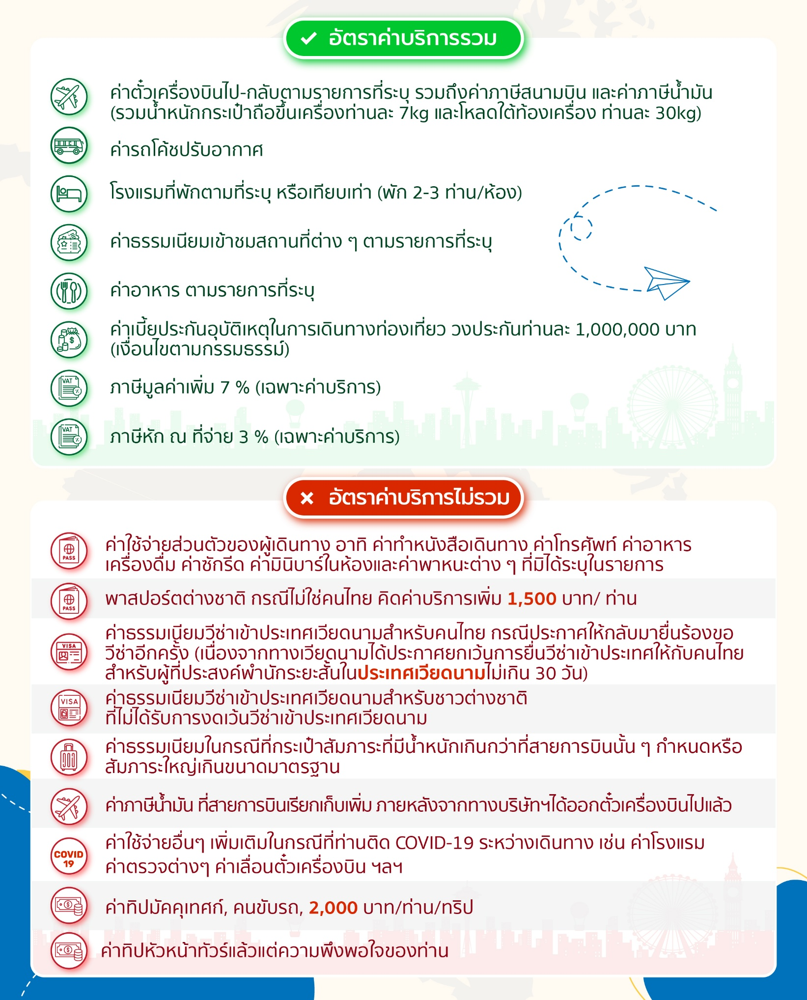 อัตราค่าบริการรวม
ค่าตั๋วเครื่องบินไป-กลับตามรายการที่ระบุ รวมถึงค่าภาษีสนามบิน และค่าภาษีน้ำมัน
(รวมน้ำหนักกระเป๋าถือขึ้นเครื่องท่านละ 7kg และโหลดใต้ท้องเครื่อง ท่านละ 30kg)
ค่ารถโค้ชปรับอากาศ
โรงแรมที่พักตามที่ระบุ หรือเทียบเท่า (พัก 2-3 ท่าน/ห้อง)
ค่าธรรมเนียมเข้าชมสถานที่ต่าง ๆ ตามรายการที่ระบุ
ค่าอาหาร ตามรายการที่ระบุ
ค่าเบี้ยประกันอุบัติเหตุในการเดินทางท่องเที่ยว วงประกันท่านละ 1,000,000 บาท
(เงื่อนไขตามกรรมธรรม์)
VAT
ภาษีมูลค่าเพิ่ม 7 % (เฉพาะค่าบริการ)
VAT
ภาษีหัก ณ ที่จ่าย 3 % (เฉพาะค่าบริการ)
อัตราค่าบริการไม่รวม
PASS
ค่าใช้จ่ายส่วนตัวของผู้เดินทาง อาทิ ค่าทำหนังสือเดินทาง ค่าโทรศัพท์ ค่าอาหาร
เครื่องดื่ม ค่าซักรีด ค่ามินิบาร์ในห้องและค่าพาหนะต่าง ๆ ที่มิได้ระบุในรายการ
PASS
พาสปอร์ตต่างชาติ กรณีไม่ใช่คนไทย คิดค่าบริการเพิ่ม 1,500 บาท/ ท่าน
VISA
ค่าธรรมเนียมวีซ่าเข้าประเทศเวียดนามสำหรับคนไทย กรณีประกาศให้กลับมายื่นร้องขอ
วีซ่าอีกครั้ง (เนื่องจากทางเวียดนามได้ประกาศยกเว้นการยื่นวีซ่าเข้าประเทศให้กับคนไทย
สำหรับผู้ที่ประสงค์พำนักระยะสั้นในประเทศเวียดนามไม่เกิน 30 วัน)
VISA
ค่าธรรมเนียมวีซ่าเข้าประเทศเวียดนามสำหรับชาวต่างชาติ
ที่ไม่ได้รับการงดเว้นวีซ่าเข้าประเทศเวียดนาม
ค่าธรรมเนียมในกรณีที่กระเป๋าสัมภาระที่มีน้ำหนักเกินกว่าที่สายการบินนั้น ๆ กำหนดหรือ
สัมภาระใหญ่เกินขนาดมาตรฐาน
ค่าภาษีน้ำมัน ที่สายการบินเรียกเก็บเพิ่ม ภายหลังจากทางบริษัทฯได้ออกตั๋วเครื่องบินไปแล้ว
COVID
19
ค่าใช้จ่ายอื่นๆ เพิ่มเติมในกรณีที่ท่านติด COVID-19 ระหว่างเดินทาง เช่น ค่าโรงแรม
ค่าตรวจต่างๆ ค่าเลื่อนตั๋วเครื่องบิน ฯลฯ
ค่าทิปมัคคุเทศก์, คนขับรถ, 2,000 บาท/ท่าน/ทริป
ค่าทิปหัวหน้าทัวร์แล้วแต่ความพึงพอใจของท่าน